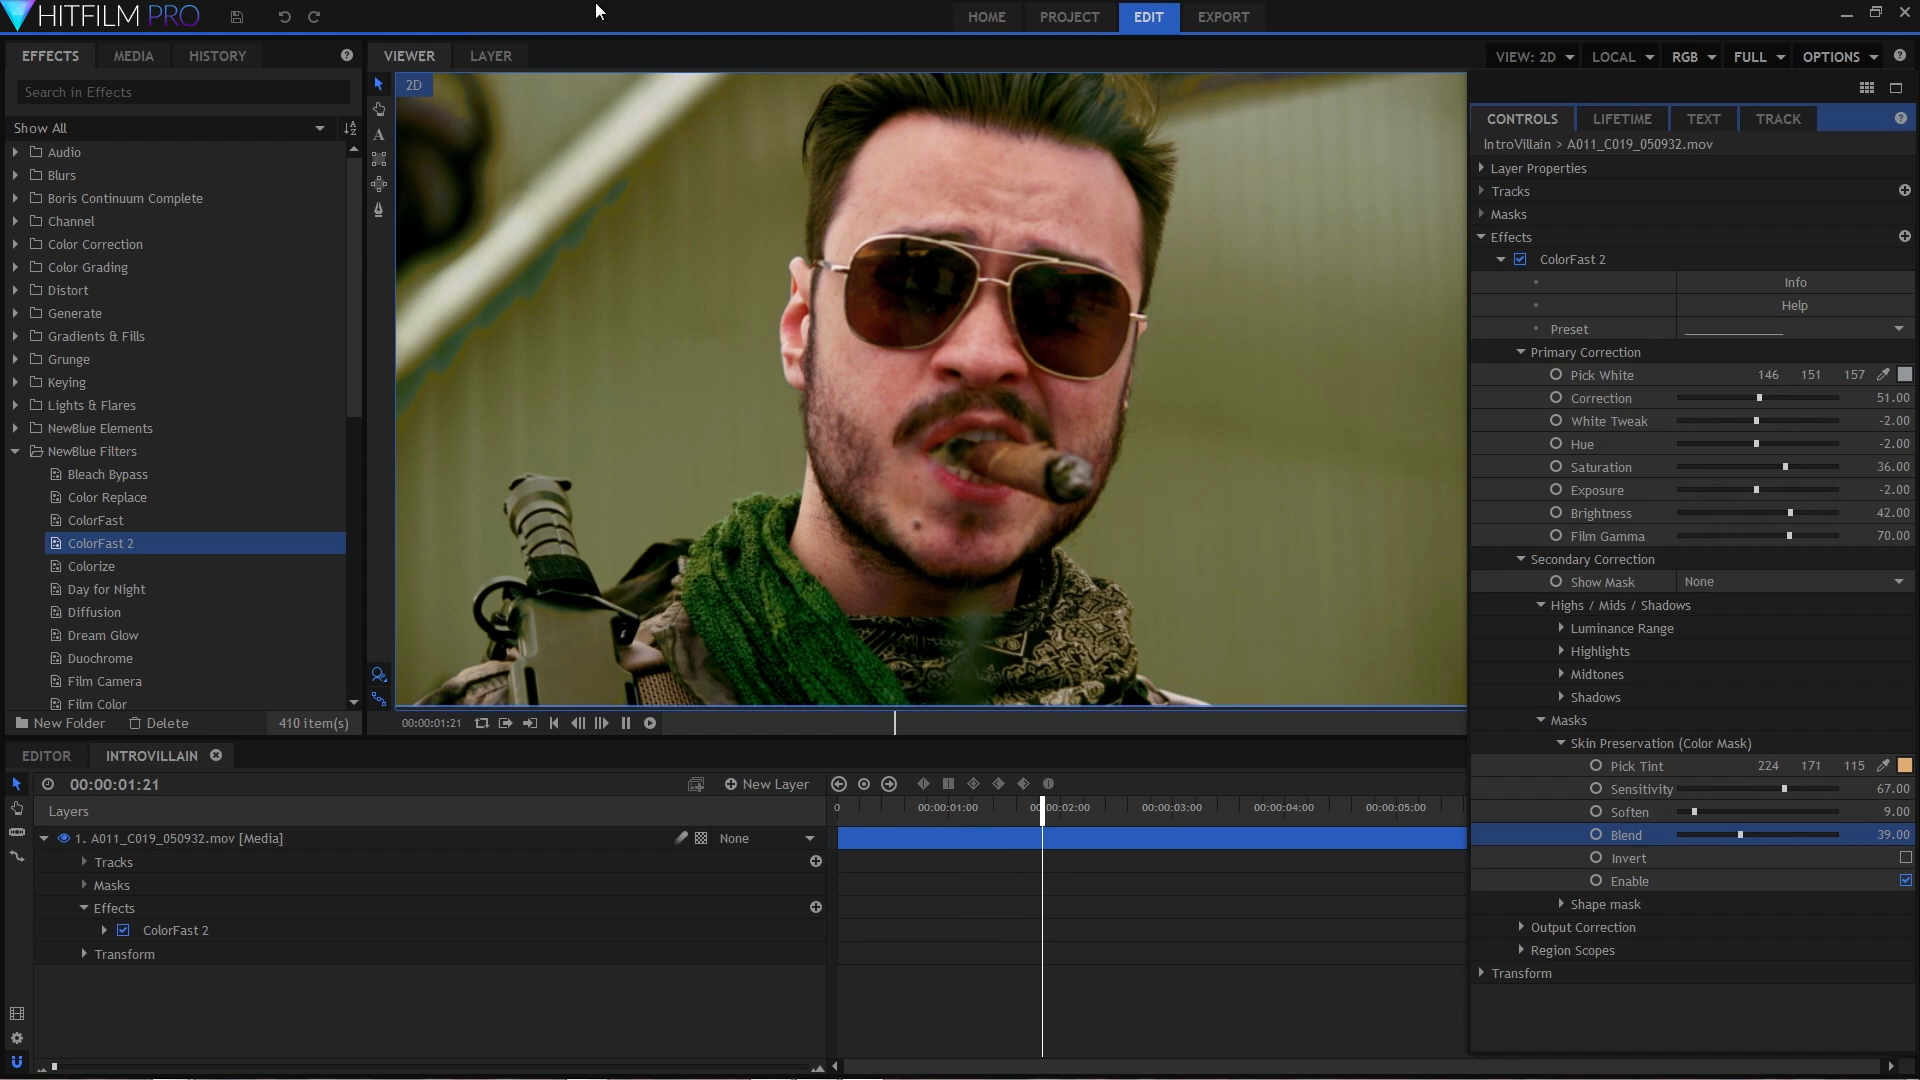 HITFILM PRO
HOME PROJECT EDIT EXPORT
EFFECTS MEDIA HISTORY ?
Search in Effects
Show All
Audio
Blurs
Boris Continuum Complete
Channel
Color Correction
Color Grading
Distort
Generate
Gradients & Fills
Grunge
Keying
Lights & Flares
NewBlue Elements
NewBlue Filters
Bleach Bypass
Color Replace
ColorFast
ColorFast 2
Colorize
Day for Night
Diffusion
Dream Glow
Duochrome
Film Camera
Film Color
New Folder Delete 410 item(s)
VIEWER LAYER
VIEW: 2D LOCAL RGB FULL OPTIONS ?
2D
00:00:01:21
CONTROLS LIFETIME TEXT TRACK ?
IntroVillain > A011_C019_050932.mov
Layer Properties
Tracks
Masks
Effects
ColorFast 2
Info
Help
Preset
Primary Correction
Pick White 146 151 157
Correction 51.00
White Tweak -2.00
Hue -2.00
Saturation 36.00
Exposure -2.00
Brightness 42.00
Film Gamma 70.00
Secondary Correction
Show Mask None
Highs / Mids / Shadows
Luminance Range
Highlights
Midtones
Shadows
Masks
Skin Preservation (Color Mask)
Pick Tint 224 171 115
Sensitivity 67.00
Soften 9.00
Blend 39.00
Invert
Enable
Shape mask
Output Correction
Region Scopes
Transform
EDITOR INTROVILLAIN
00:00:01:21 New Layer
Layers
0 00:00:01:00 00:00:02:00 00:00:03:00 00:00:04:00 00:00:05:00
1. A011_C019_050932.mov [Media] None
Tracks
Masks
Effects
ColorFast 2
Transform